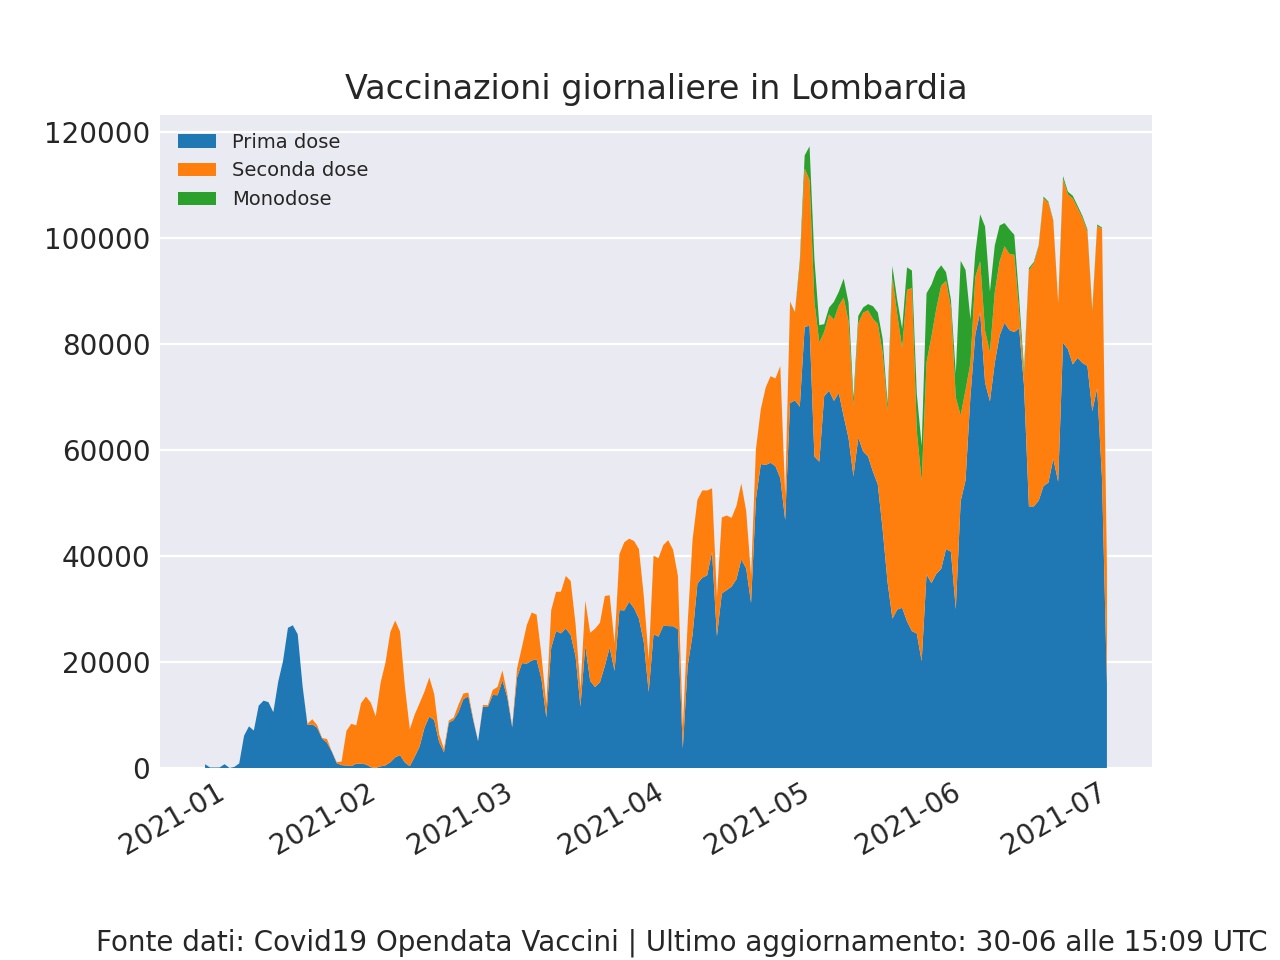 Vaccinazioni giornaliere in Lombardia
120000
100000
80000
60000
40000
20000
0
Prima dose
Seconda dose
Monodose
2021-01
2021-02
2021-03
2021-04
2021-05
2021-06
2021-07
Fonte dati: Covid19 Opendata Vaccini | Ultimo aggiornamento: 30-06 alle 15:09 UTC